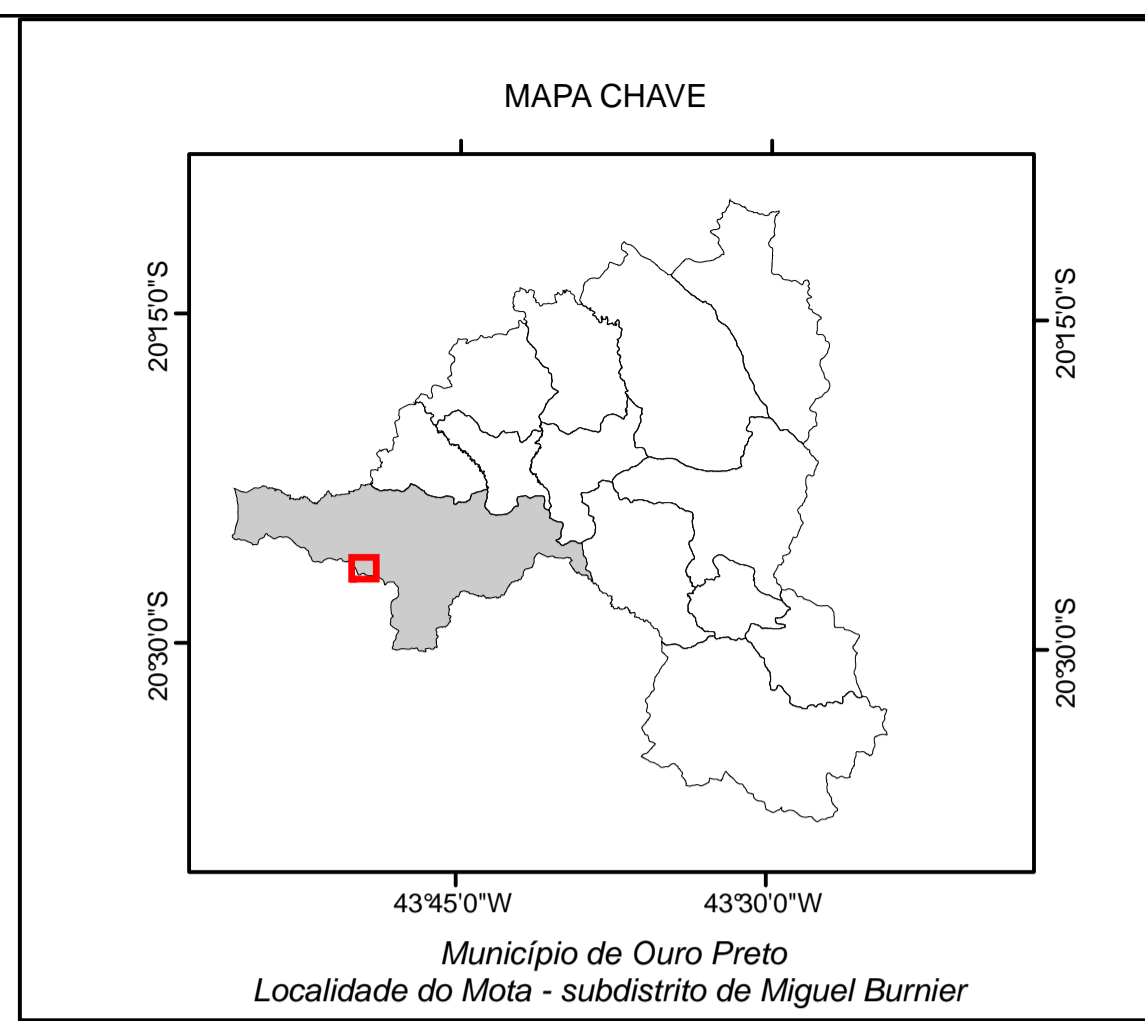 MAPA CHAVE
20°15'0"S
20°15'0"S
20°30'0"S
20°30'0"S
43°45'0"W
43°30'0"W
Município de Ouro Preto
Localidade do Mota - subdistrito de Miguel Burnier